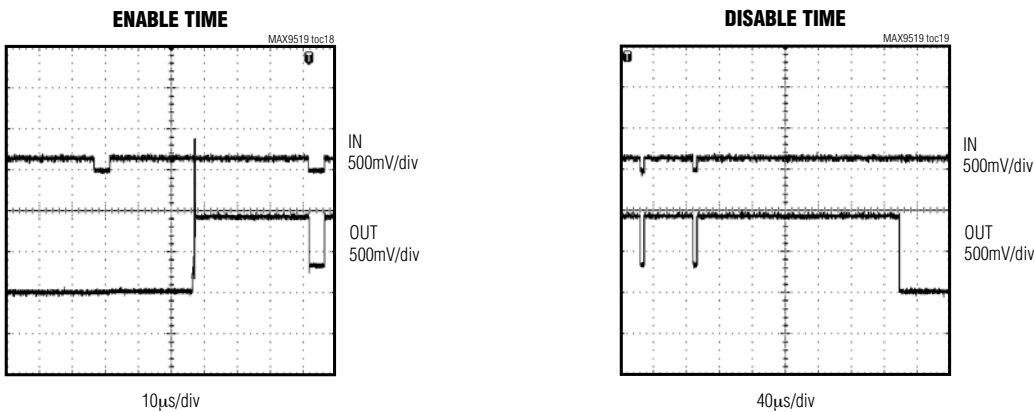 ENABLE TIME
MAX9519 toc18
T
IN
500mV/div
OUT
500mV/div
10μs/div
DISABLE TIME
MAX9519 toc19
T
IN
500mV/div
OUT
500mV/div
40μs/div